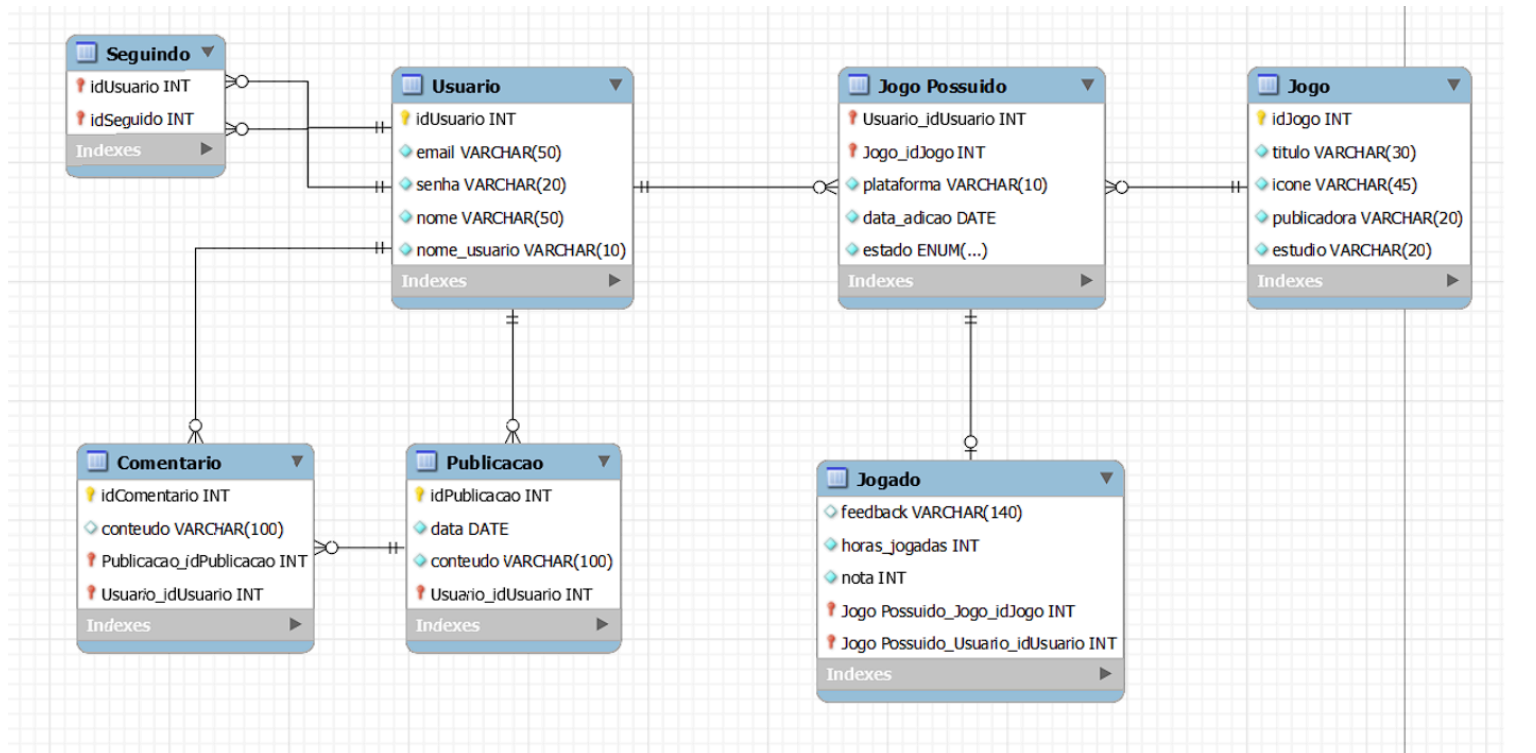 Seguindo
idUsuario INT
idSeguido INT
Indexes
Usuario
idUsuario INT
email VARCHAR(50)
senha VARCHAR(20)
nome VARCHAR(50)
nome_usuario VARCHAR(10)
Indexes
Jogo Possuido
Usuario_idUsuario INT
Jogo_idJogo INT
plataforma VARCHAR(10)
data_adicao DATE
estado ENUM(...)
Indexes
Jogo
idJogo INT
titulo VARCHAR(30)
icone VARCHAR(45)
publicadora VARCHAR(20)
estudio VARCHAR(20)
Indexes
Comentario
idComentario INT
conteudo VARCHAR(100)
Publicacao_idPublicacao INT
Usuario_idUsuario INT
Indexes
Publicacao
idPublicacao INT
data DATE
conteudo VARCHAR(100)
Usuario_idUsuario INT
Indexes
Jogado
feedback VARCHAR(140)
horas_jogadas INT
nota INT
Jogo Possuido_Jogo_idJogo INT
Jogo Possuido_Usuario_idUsuario INT
Indexes